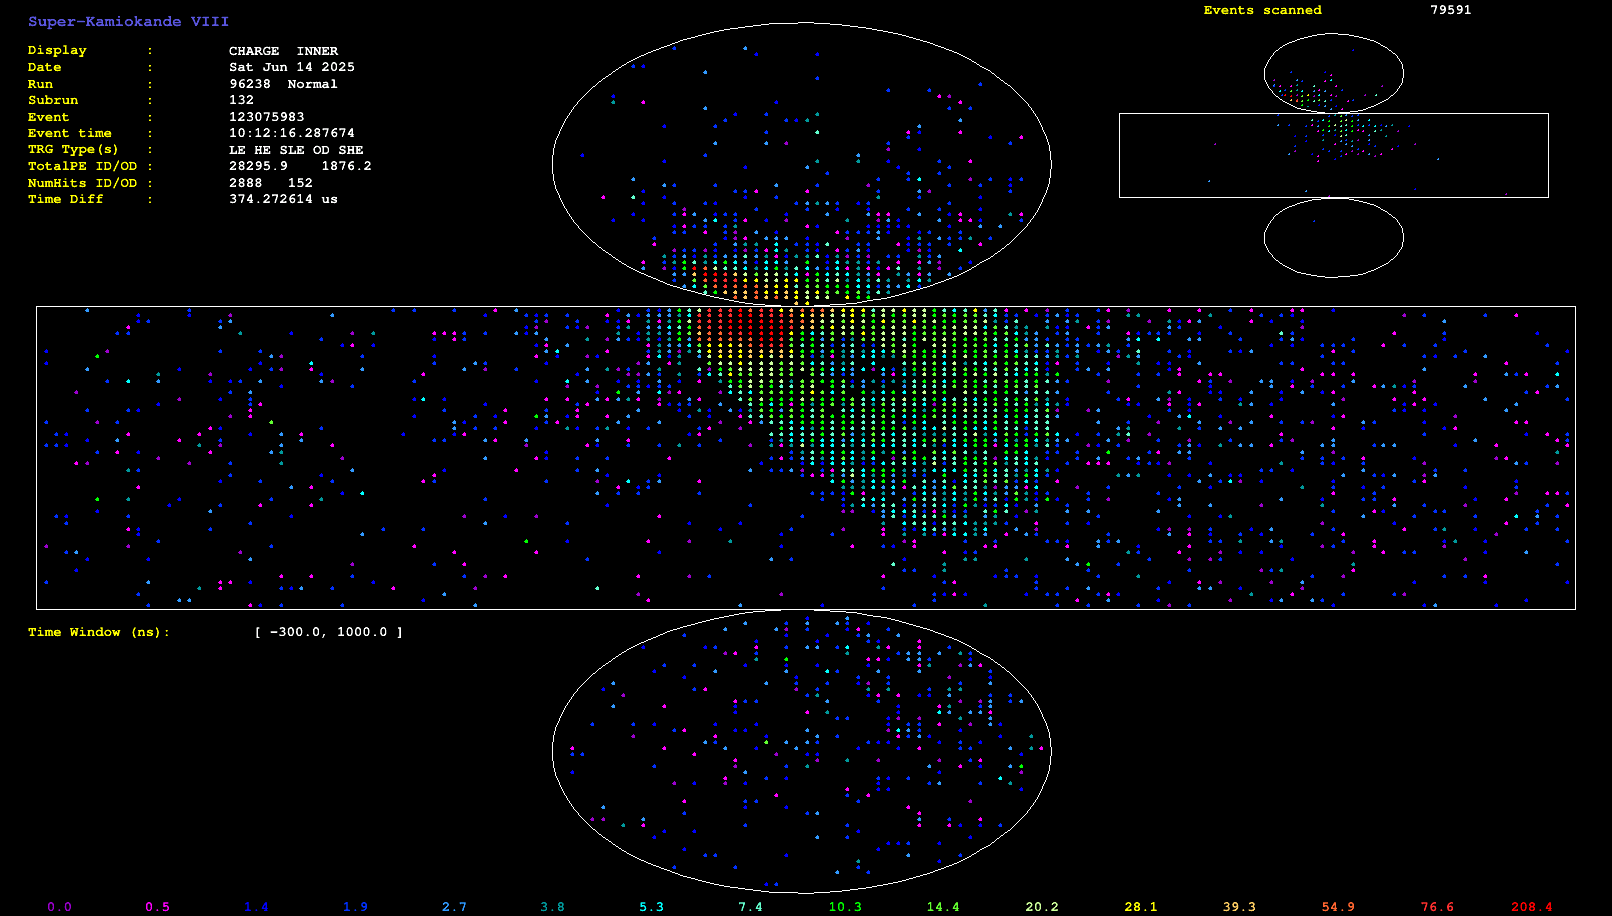 Super-Kamiokande VIII
Display : CHARGE INNER
Date : Sat Jun 14 2025
Run : 96238 Normal
Subrun : 132
Event : 123075983
Event time : 10:12:16.287674
TRG Type(s) : LE HE SLE OD SHE
TotalPE ID/OD : 28295.9 1876.2
NumHits ID/OD : 2888 152
Time Diff : 374.272614 us
Events scanned 79591
Time Window (ns): [ -300.0, 1000.0 ]
0.0 0.5 1.4 1.9 2.7 3.8 5.3 7.4 10.3 14.4 20.2 28.1 39.3 54.9 76.6 208.4